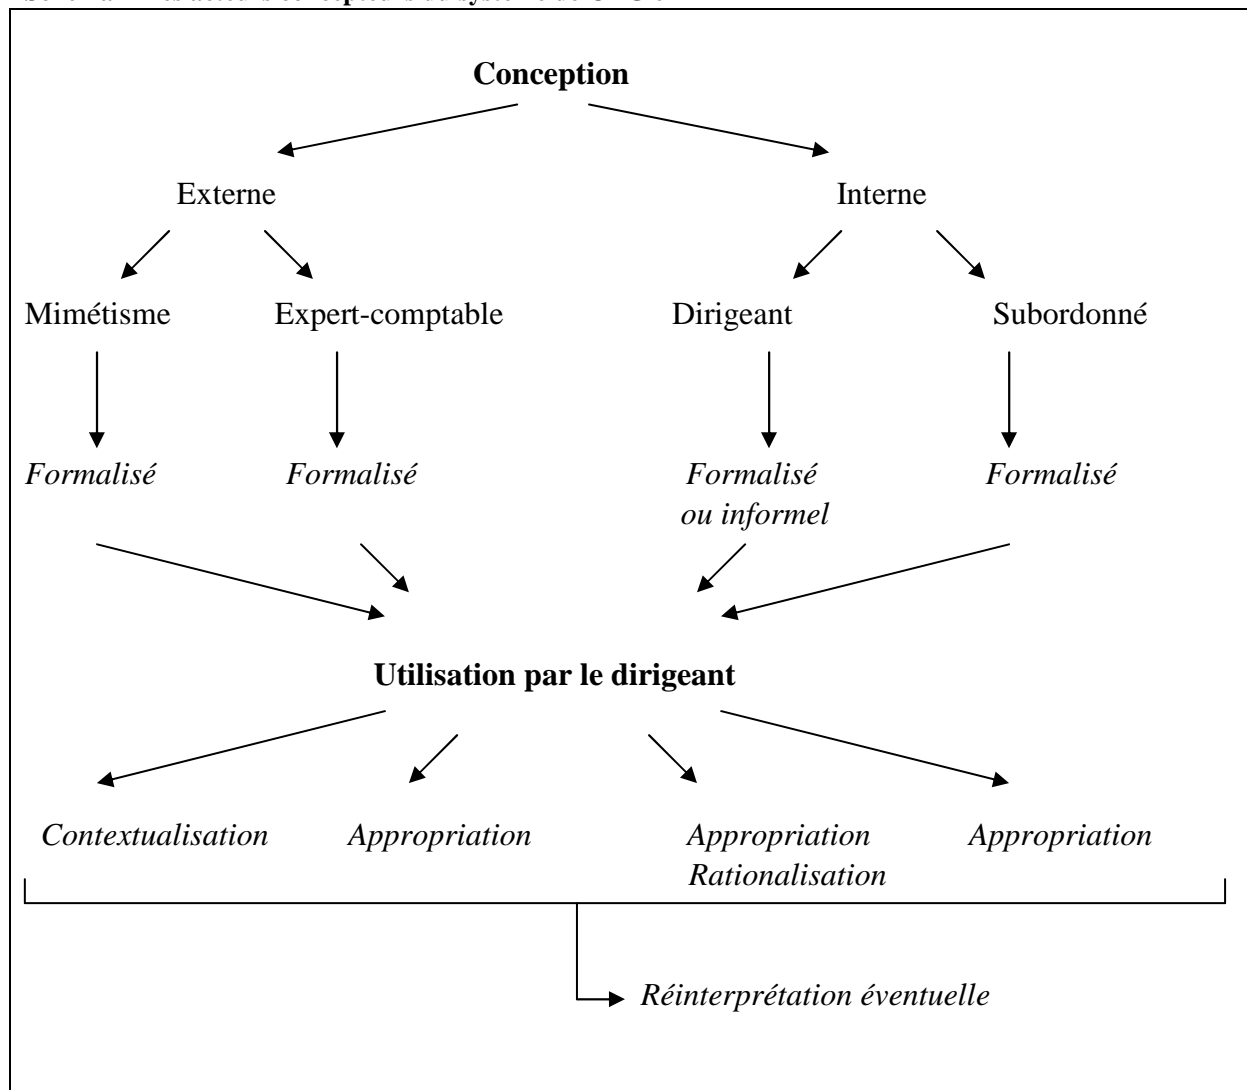 Conception
Externe Interne
Mimétisme Expert-comptable Dirigeant Subordonné
Formalisé Formalisé Formalisé Formalisé
ou informel
Utilisation par le dirigeant
Contextualisation Appropriation Appropriation Appropriation
Rationalisation
Réinterprétation éventuelle